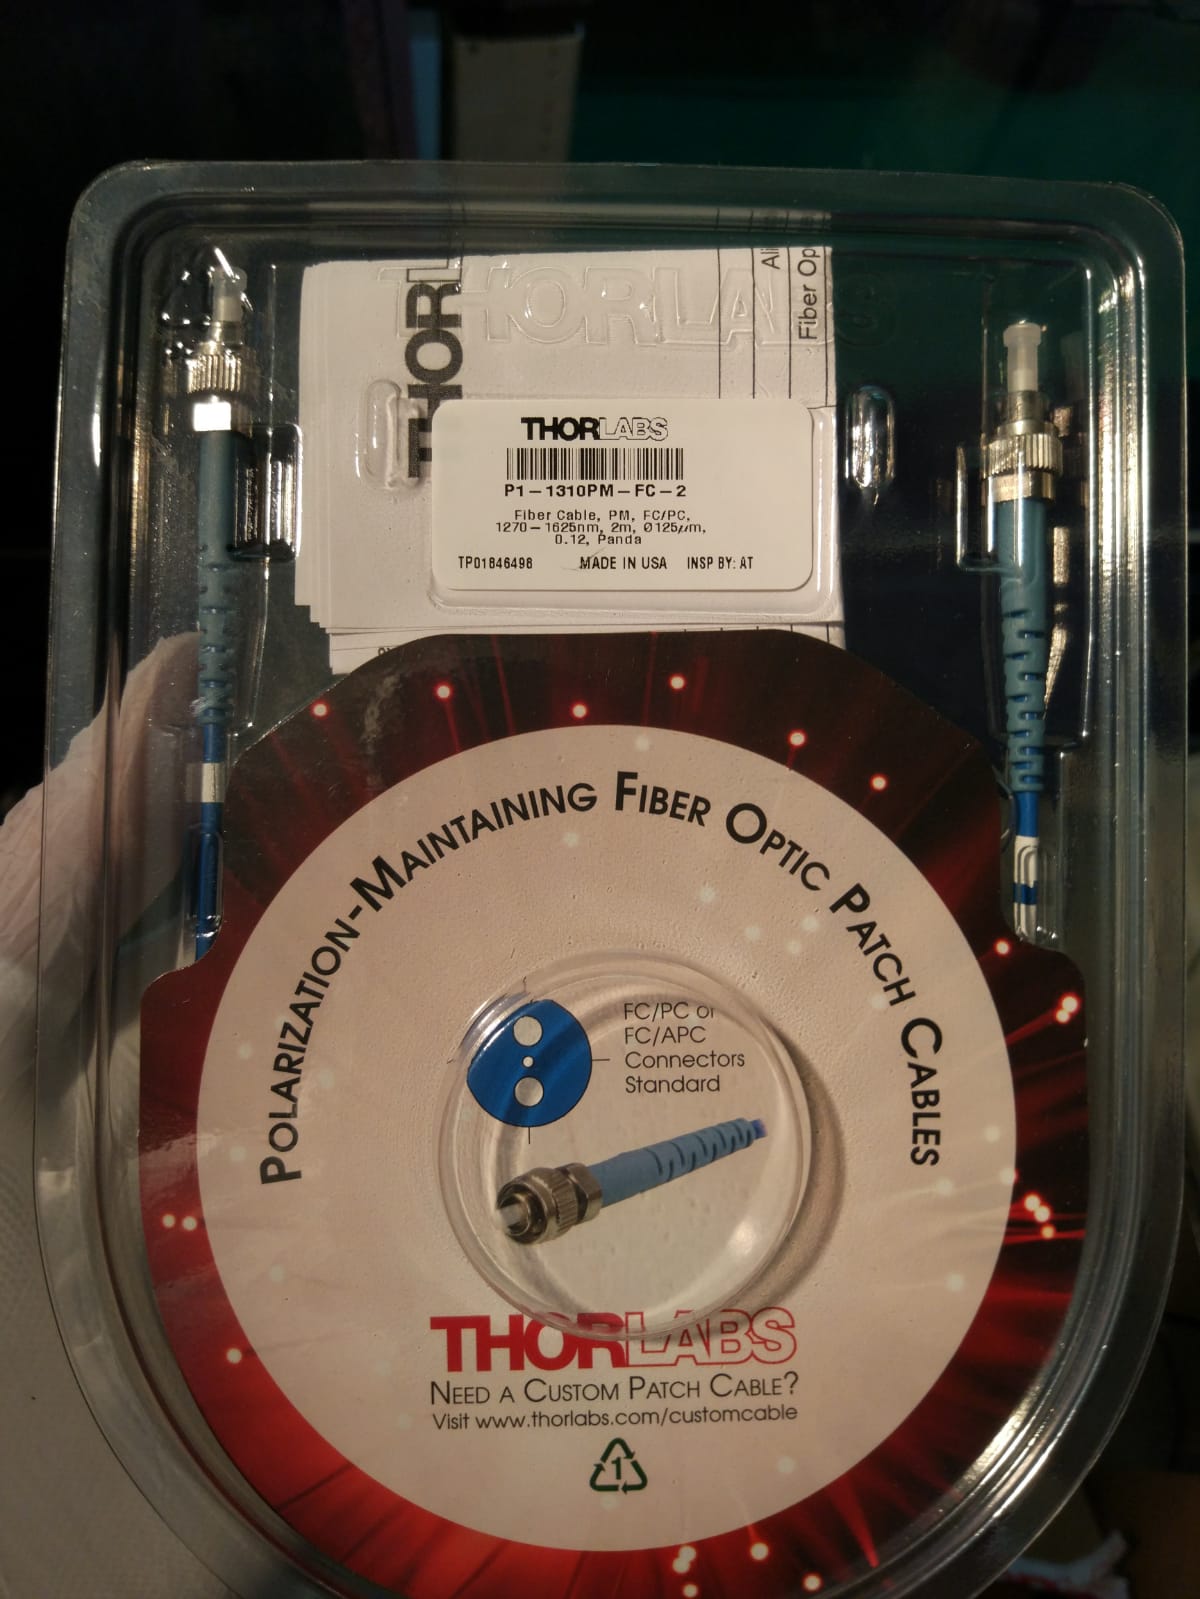 THORL
THORLABS
Ali
Fiber Op
THORLABS
P1-1310PM-FC-2
Fiber Cable, PM, FC/PC,
1270-1625nm, 2m, Ø125µm,
0.12, Panda
TP01846498 MADE IN USA INSP BY: AT
POLARIZATION-MAINTAINING FIBER OPTIC PATCH CABLES
FC/PC or
FC/APC
Connectors
Standard
THORLABS
NEED A CUSTOM PATCH CABLE?
Visit www.thorlabs.com/customcable
1